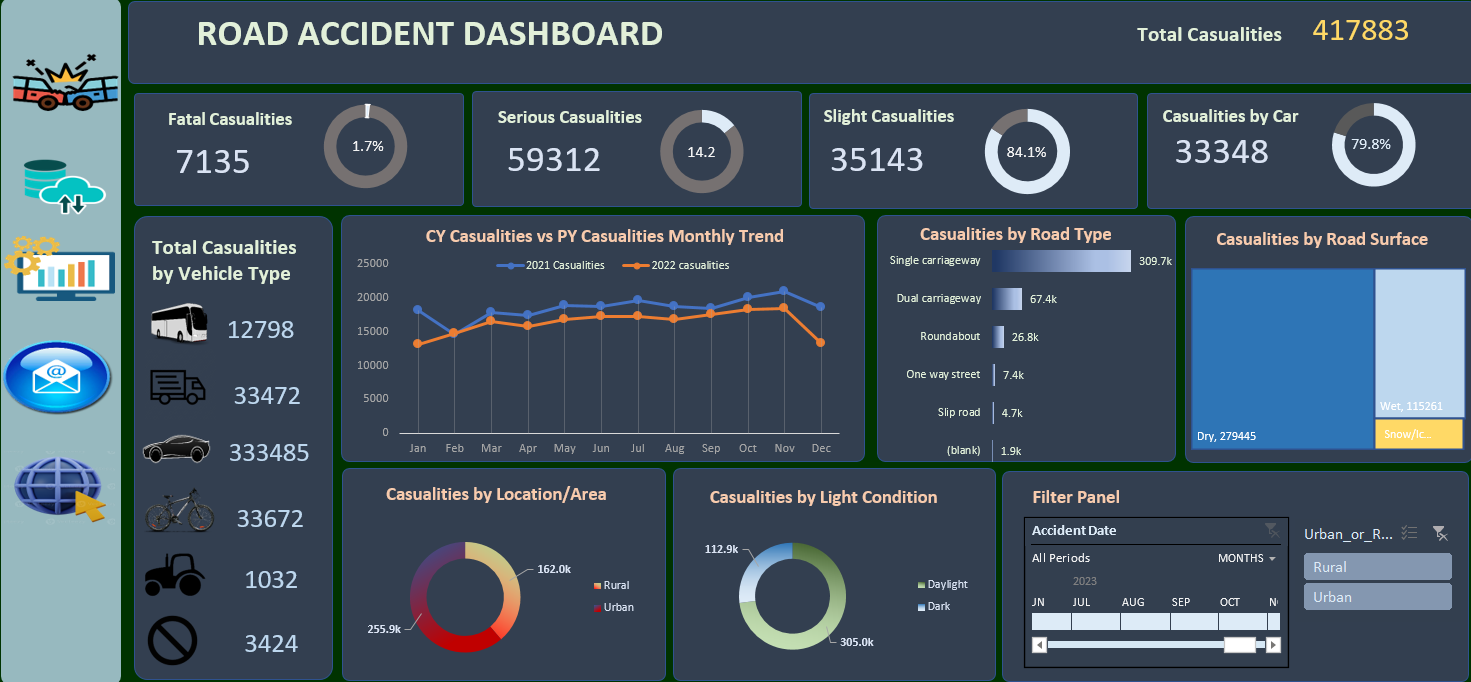 ROAD ACCIDENT DASHBOARD
Total Casualities 417883
Fatal Casualities
7135
1.7%
Serious Casualities
59312
14.2
Slight Casualities
35143
84.1%
Casualities by Car
33348
79.8%
Total Casualities
by Vehicle Type
12798
33472
333485
33672
1032
3424
CY Casualities vs PY Casualities Monthly Trend
2021 Casualities 2022 casualities
25000
20000
15000
10000
5000
0
Jan Feb Mar Apr May Jun Jul Aug Sep Oct Nov Dec
Casualities by Road Type
Single carriageway 309.7k
Dual carriageway 67.4k
Roundabout 26.8k
One way street 7.4k
Slip road 4.7k
(blank) 1.9k
Casualities by Road Surface
Dry, 279445
Wet, 115261
Snow/Ic...
Casualities by Location/Area
162.0k
255.9k
Rural
Urban
Casualities by Light Condition
112.9k
305.0k
Daylight
Dark
Filter Panel
Accident Date
All Periods MONTHS
2023
JN JUL AUG SEP OCT
Urban_or_R...
Rural
Urban
@